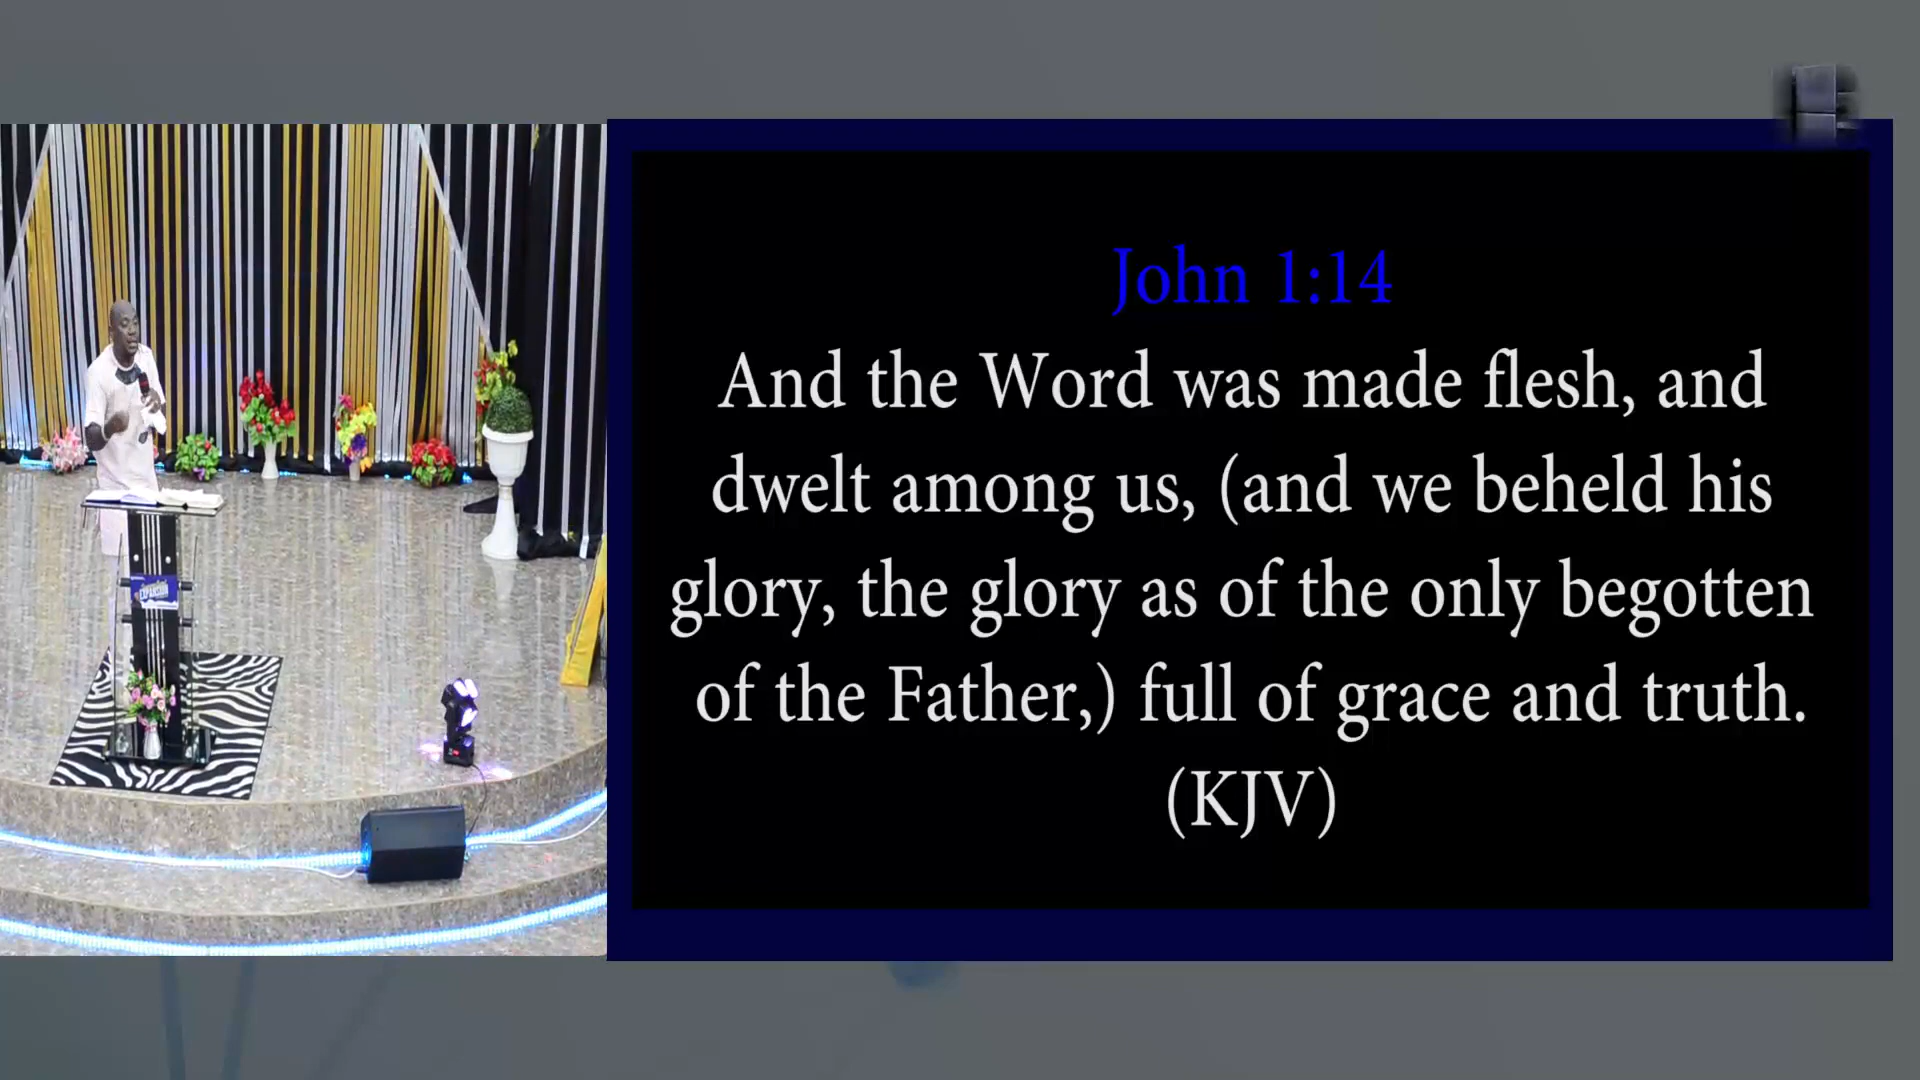 John 1:14
And the Word was made flesh, and
dwelt among us, (and we beheld his
glory, the glory as of the only begotten
of the Father,) full of grace and truth.
(KJV)
EXPANSION